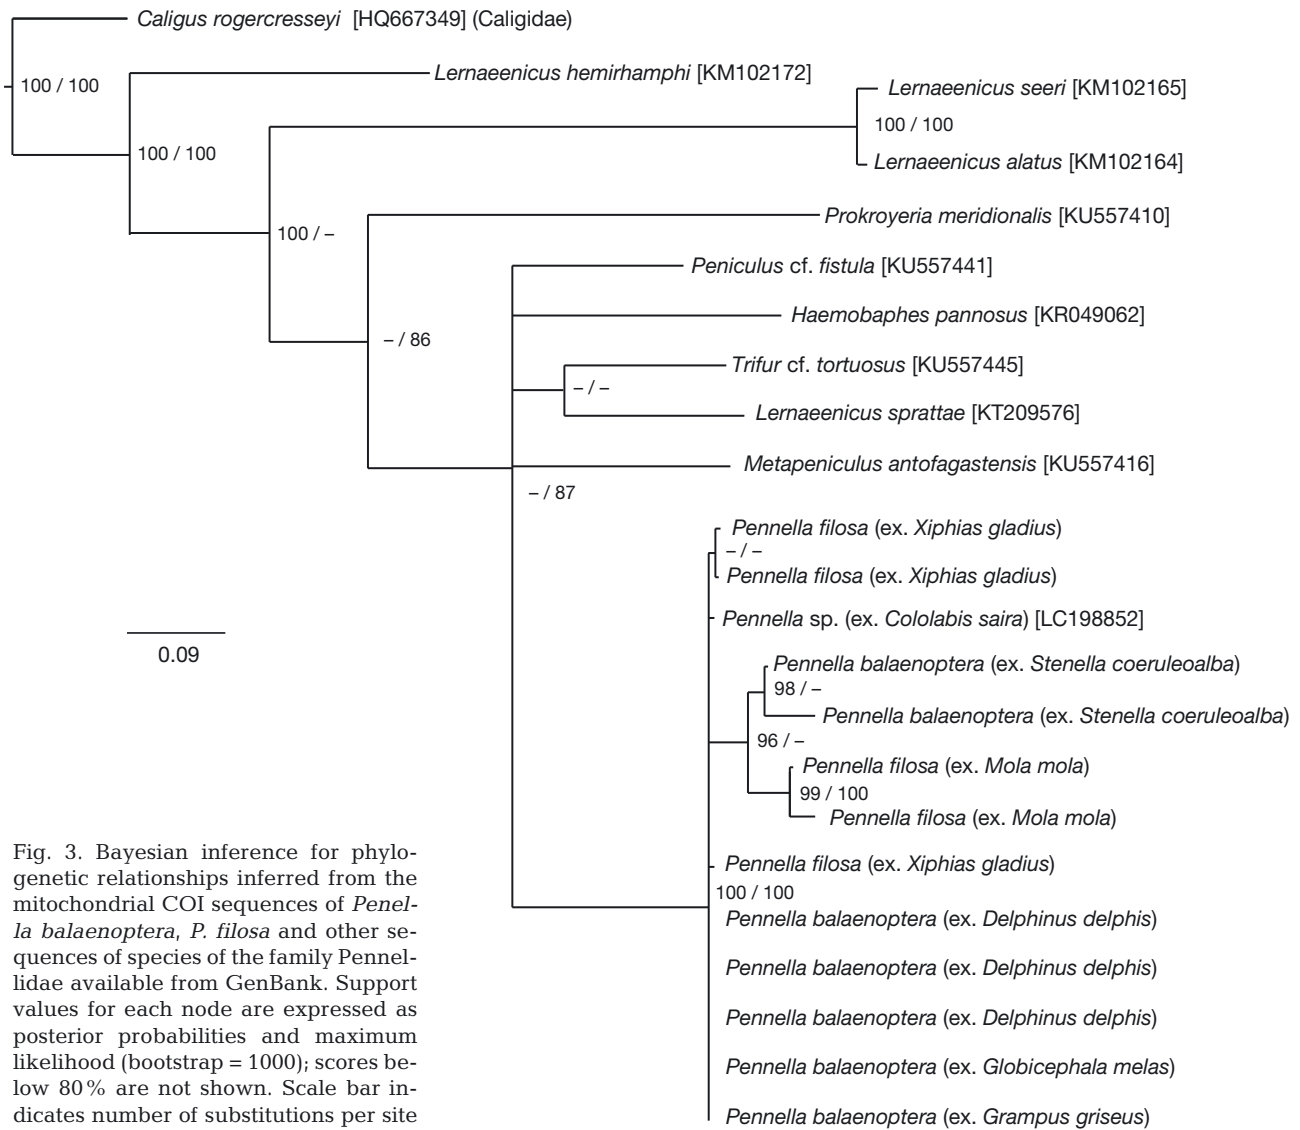 Caligus rogercresseyi [HQ667349] (Caligidae)
Lernaeenicus hemirhamphi [KM102172]
100 / 100
Lernaeenicus seeri [KM102165]
100 / 100
100 / 100
Lernaeenicus alatus [KM102164]
Prokroyeria meridionalis [KU557410]
100 / –
Peniculus cf. fistula [KU557441]
Haemobaphes pannosus [KR049062]
– / 86
Trifur cf. tortuosus [KU557445]
– / –
Lernaeenicus sprattae [KT209576]
Metapeniculus antofagastensis [KU557416]
– / 87
Pennella filosa (ex. Xiphias gladius)
– / –
Pennella filosa (ex. Xiphias gladius)
Pennella sp. (ex. Cololabis saira) [LC198852]
0.09
Pennella balaenoptera (ex. Stenella coeruleoalba)
98 / –
Pennella balaenoptera (ex. Stenella coeruleoalba)
96 / –
Pennella filosa (ex. Mola mola)
99 / 100
Pennella filosa (ex. Mola mola)
Pennella filosa (ex. Xiphias gladius)
100 / 100
Pennella balaenoptera (ex. Delphinus delphis)
Pennella balaenoptera (ex. Delphinus delphis)
Pennella balaenoptera (ex. Delphinus delphis)
Pennella balaenoptera (ex. Globicephala melas)
Pennella balaenoptera (ex. Grampus griseus)
Fig. 3. Bayesian inference for phylo-
genetic relationships inferred from the
mitochondrial COI sequences of Penel-
la balaenoptera, P. filosa and other se-
quences of species of the family Pennel-
lidae available from GenBank. Support
values for each node are expressed as
posterior probabilities and maximum
likelihood (bootstrap = 1000); scores be-
low 80% are not shown. Scale bar in-
dicates number of substitutions per site